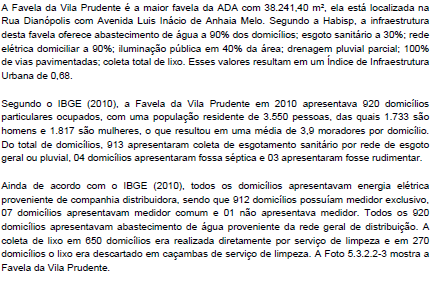 A Favela da Vila Prudente é a maior favela da ADA com 38.241,40 m², ela está localizada na
Rua Dianópolis com Avenida Luis Inácio de Anhaia Melo. Segundo a Habisp, a infraestrutura
desta favela oferece abastecimento de água a 90% dos domicílios; esgoto sanitário a 30%; rede
elétrica domiciliar a 90%; iluminação pública em 40% da área; drenagem pluvial parcial; 100%
de vias pavimentadas; coleta total de lixo. Esses valores resultam em um Índice de Infraestrutura
Urbana de 0,68.
Segundo o IBGE (2010), a Favela da Vila Prudente em 2010 apresentava 920 domicílios
particulares ocupados, com uma população residente de 3.550 pessoas, das quais 1.733 são
homens e 1.817 são mulheres, o que resultou em uma média de 3,9 moradores por domicílio.
Do total de domicílios, 913 apresentaram coleta de esgotamento sanitário por rede de esgoto
geral ou pluvial, 04 domicílios apresentaram fossa séptica e 03 apresentaram fosse rudimentar.
Ainda de acordo com o IBGE (2010), todos os domicílios apresentavam energia elétrica
proveniente de companhia distribuidora, sendo que 912 domicílios possuíam medidor exclusivo,
07 domicílios apresentavam medidor comum e 01 não apresentava medidor. Todos os 920
domicílios apresentavam abastecimento de água proveniente da rede geral de distribuição. A
coleta de lixo em 650 domicílios era realizada diretamente por serviço de limpeza e em 270
domicílios o lixo era descartado em caçambas de serviço de limpeza. A Foto 5.3.2.2-3 mostra a
Favela da Vila Prudente.